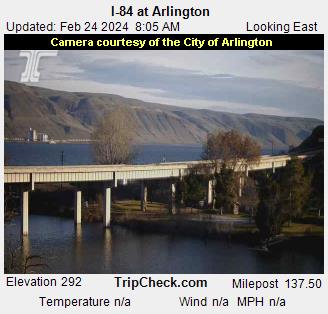 I-84 at Arlington
Updated: Feb 24 2024 8:05 AM Looking East
Camera courtesy of the City of Arlington
Elevation 292 TripCheck.com Milepost 137.50
Temperature n/a Wind n/a MPH n/a